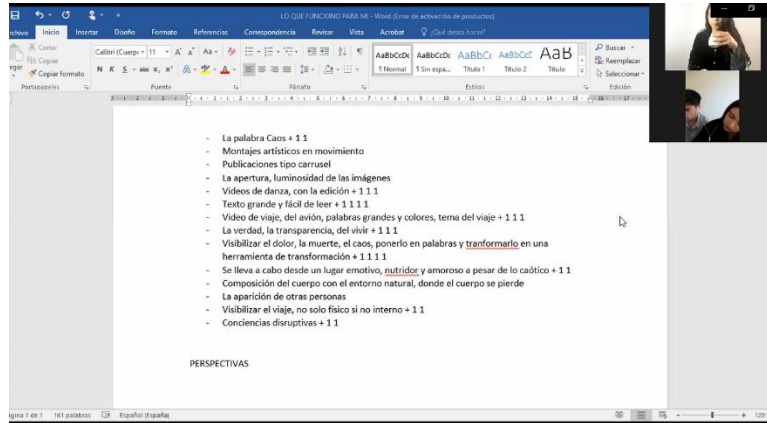 LO QUE FUNCIONO PARA MI - Word (Error de activación de productos)
Inicio Insertar Diseño Formato Referencias Correspondencia Revisar Vista Acrobat ¿Qué desea hacer?
Cortar
Copiar
Copiar formato
Portapapeles
Calibri (Cuerpo 11
N K S abc x, x²
Fuente
Párrafo
AaBbCcDc AaBbCcDc AaBbCc AaBbCcC AaB
¶ Normal ¶ Sin espa... Título 1 Título 2 Título
Estilos
Buscar
Reemplazar
Seleccionar
Edición
- La palabra Caos + 1 1
- Montajes artísticos en movimiento
- Publicaciones tipo carrusel
- La apertura, luminosidad de las imágenes
- Videos de danza, con la edición + 1 1 1
- Texto grande y fácil de leer + 1 1 1 1
- Video de viaje, del avión, palabras grandes y colores, tema del viaje + 1 1 1
- La verdad, la transparencia, del vivir + 1 1 1
- Visibilizar el dolor, la muerte, el caos, ponerlo en palabras y tranformarlo en una
herramienta de transformación + 1 1 1 1
- Se lleva a cabo desde un lugar emotivo, nutridor y amoroso a pesar de lo caótico + 1 1
- Composición del cuerpo con el entorno natural, donde el cuerpo se pierde
- La aparición de otras personas
- Visibilizar el viaje, no solo físico si no interno + 1 1
- Conciencias disruptivas + 1 1
PERSPECTIVAS
1 de 1 161 palabras Español (España)